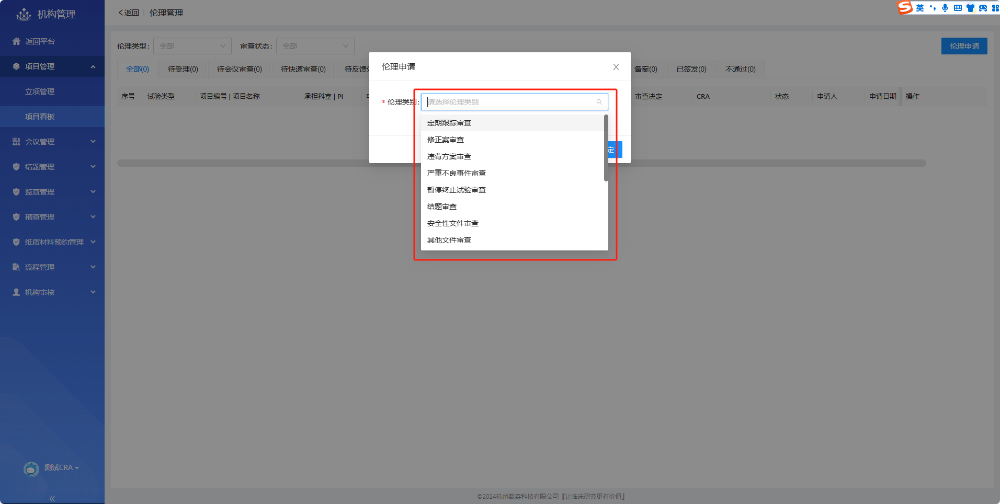 机构管理
返回平台
项目管理
立项管理
项目看板
会议管理
结题管理
监查管理
稽查管理
纸质材料预约管理
流程管理
机构审核
测试CRA
返回 伦理管理
英
伦理类型: 全部 审查状态: 全部
伦理申请
全部(0) 待受理(0) 待会议审查(0) 待快速审查(0) 待反馈 备案(0) 已签发(0) 不通过(0)
序号 试验类型 项目编号 | 项目名称 承担科室 | PI 审查决定 CRA 状态 申请人 申请日期 操作
伦理申请
* 伦理类别: 请选择伦理类别
定期跟踪审查
修正案审查
违背方案审查
严重不良事件审查
暂停终止试验审查
结题审查
安全性文件审查
其他文件审查
定
©2024杭州数垚科技有限公司『让临床研究更有价值』